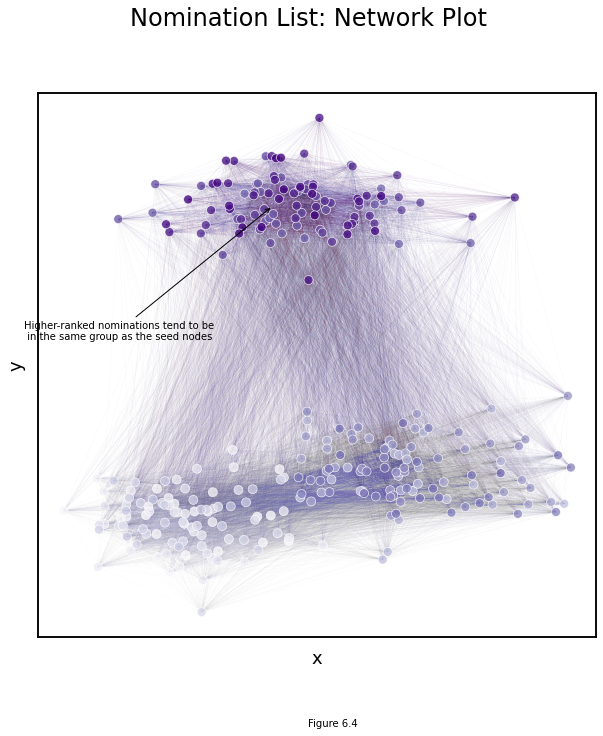 Nomination List: Network Plot
Higher-ranked nominations tend to be
in the same group as the seed nodes
y
x
Figure 6.4